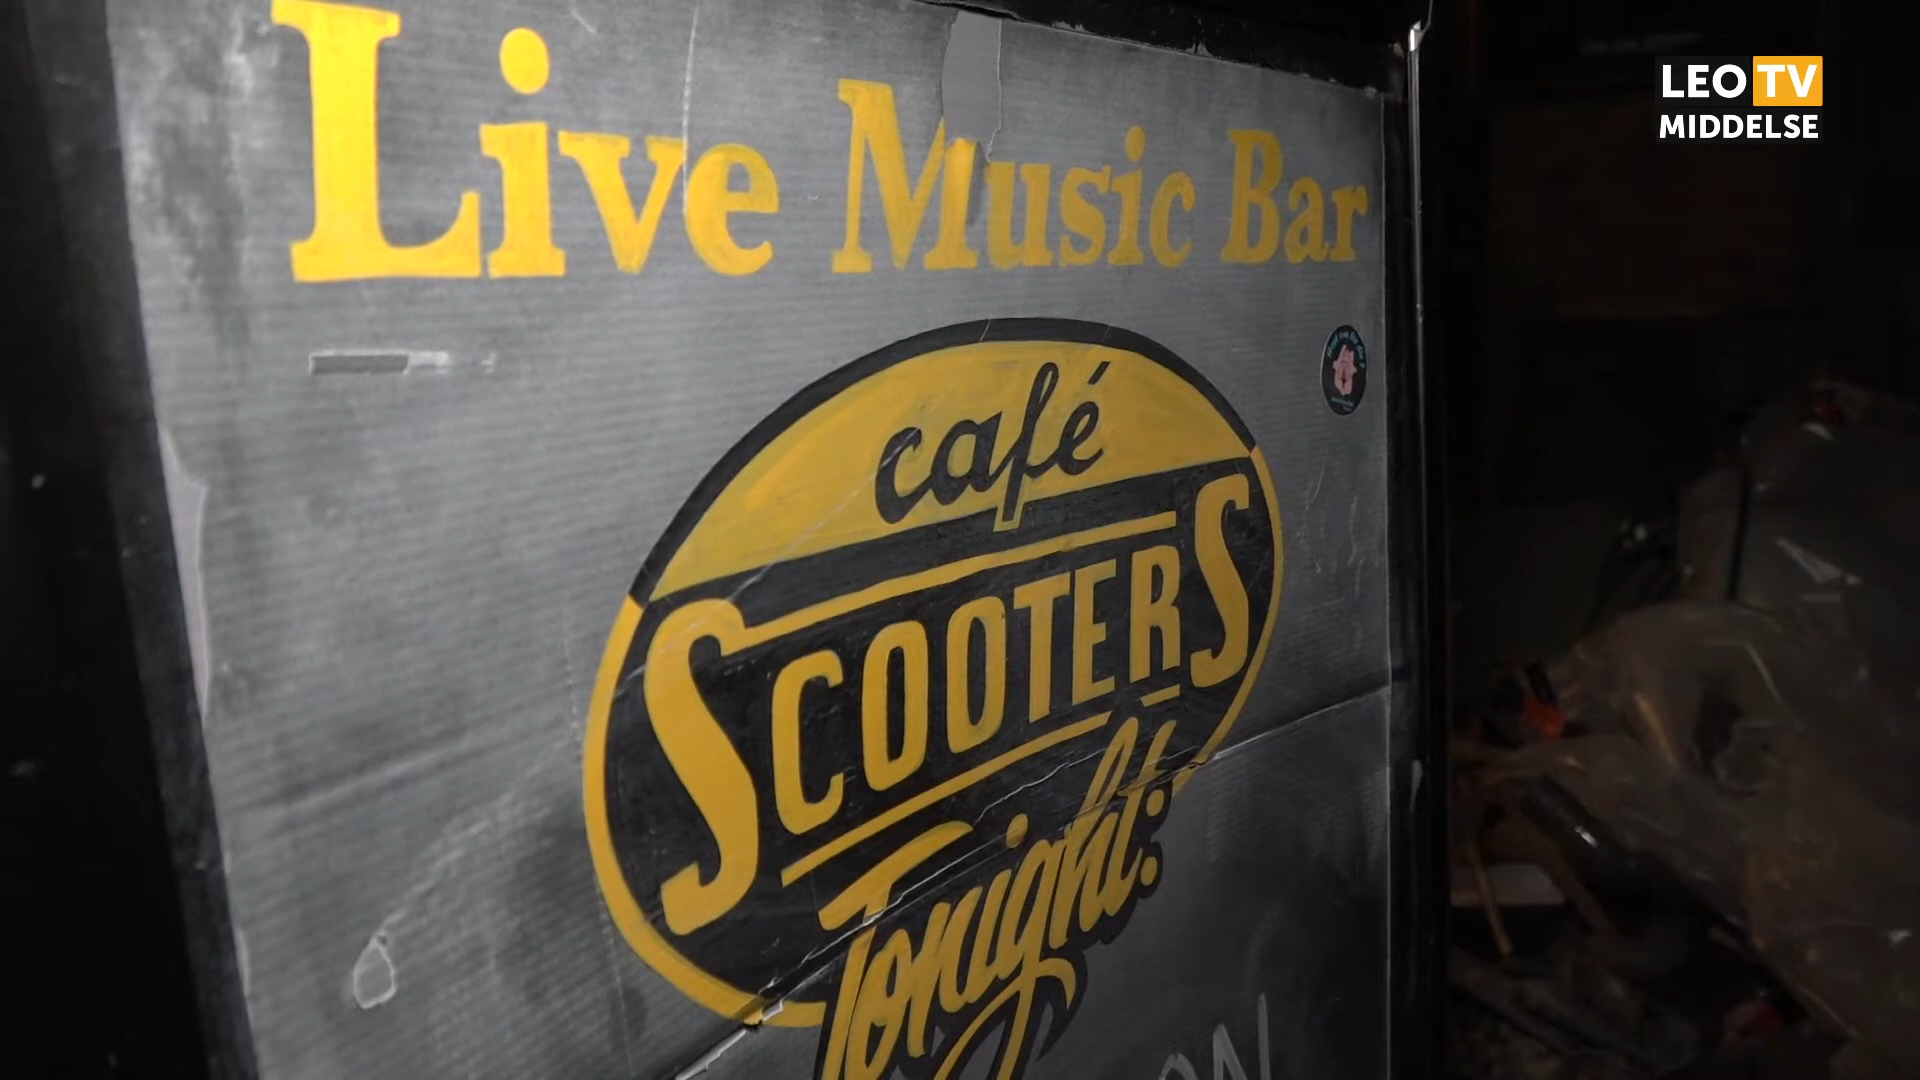 LEO TV
MIDDELSE
Live Music Bar
café
SCOOTERS
Tonight: